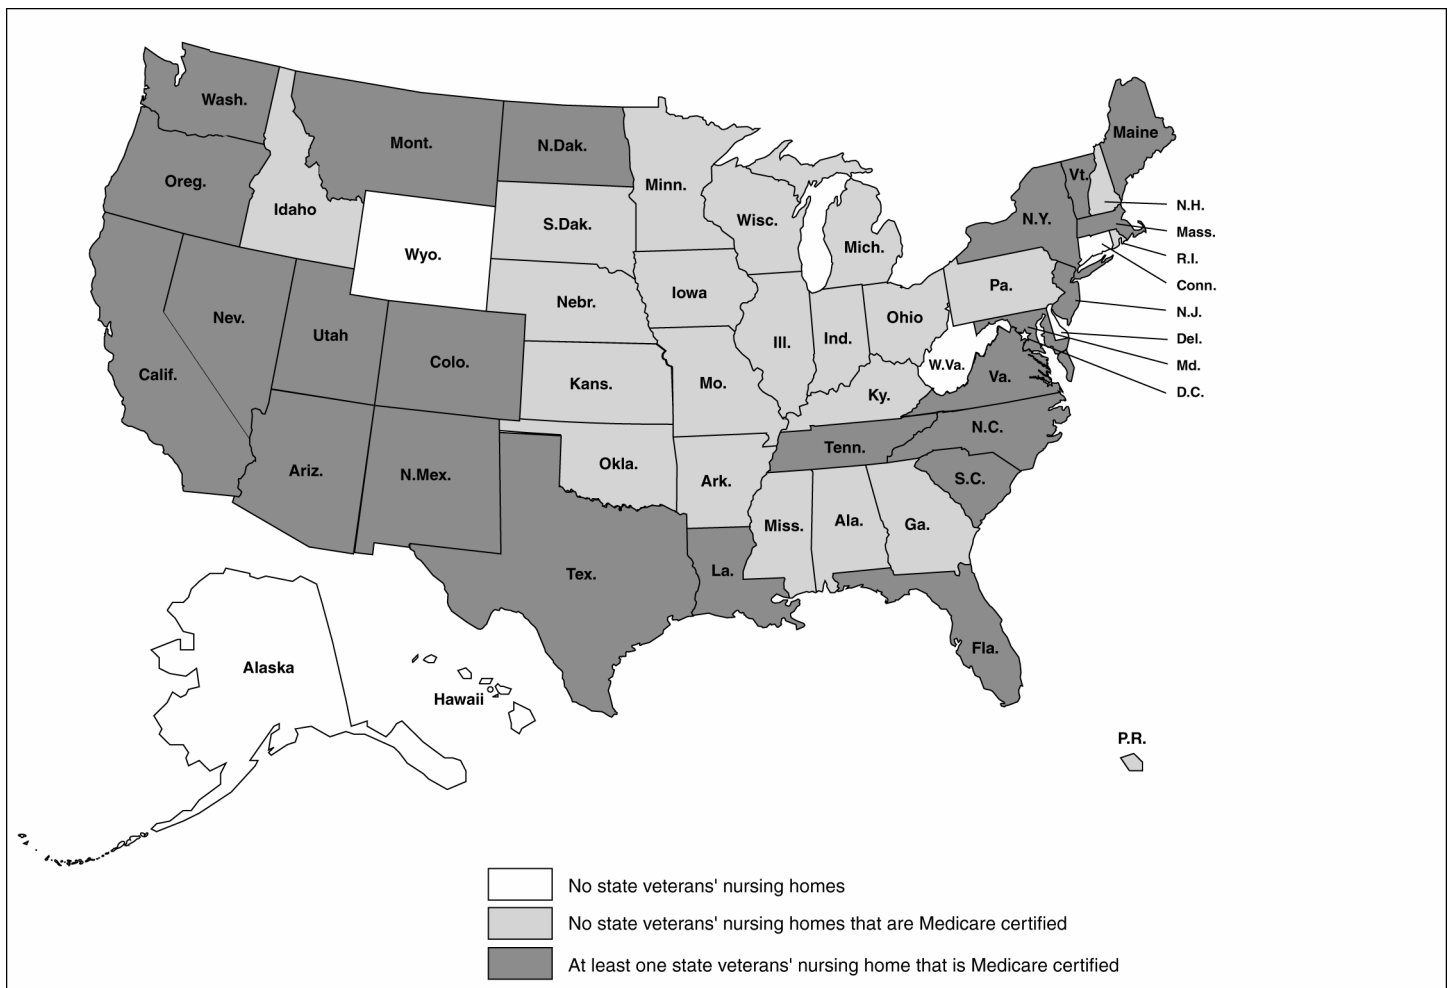 Wash.
Mont.
N.Dak.
Minn.
Maine
Oreg.
Idaho
S.Dak.
Wisc.
Mich.
N.Y.
Vt.
N.H.
Mass.
R.I.
Conn.
N.J.
Del.
Md.
D.C.
Wyo.
Nebr.
Iowa
Pa.
Nev.
Utah
Colo.
Kans.
Mo.
Ill.
Ind.
Ohio
W.Va.
Va.
Ky.
Calif.
Ariz.
N.Mex.
Okla.
Ark.
Tenn.
N.C.
S.C.
Tex.
La.
Miss.
Ala.
Ga.
Fla.
Alaska
Hawaii
P.R.
No state veterans' nursing homes
No state veterans' nursing homes that are Medicare certified
At least one state veterans' nursing home that is Medicare certified